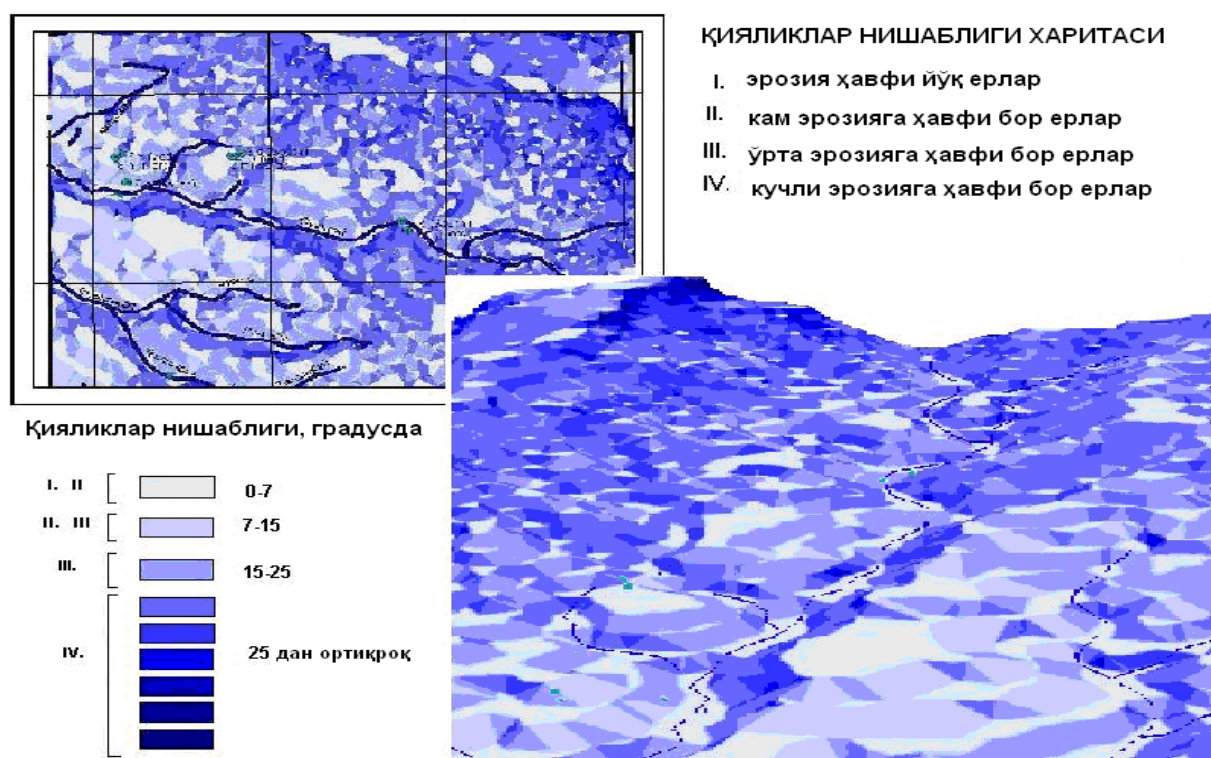 ҚИЯЛИКЛАР НИШАБЛИГИ ХАРИТАСИ
I. эрозия ҳавфи йўқ ерлар
II. кам эрозияга ҳавфи бор ерлар
III. ўрта эрозияга ҳавфи бор ерлар
IV. кучли эрозияга ҳавфи бор ерлар
Қияликлар нишаблиги, градусда
I. II 0-7
II. III 7-15
III. 15-25
IV. 25 дан ортиқроқ